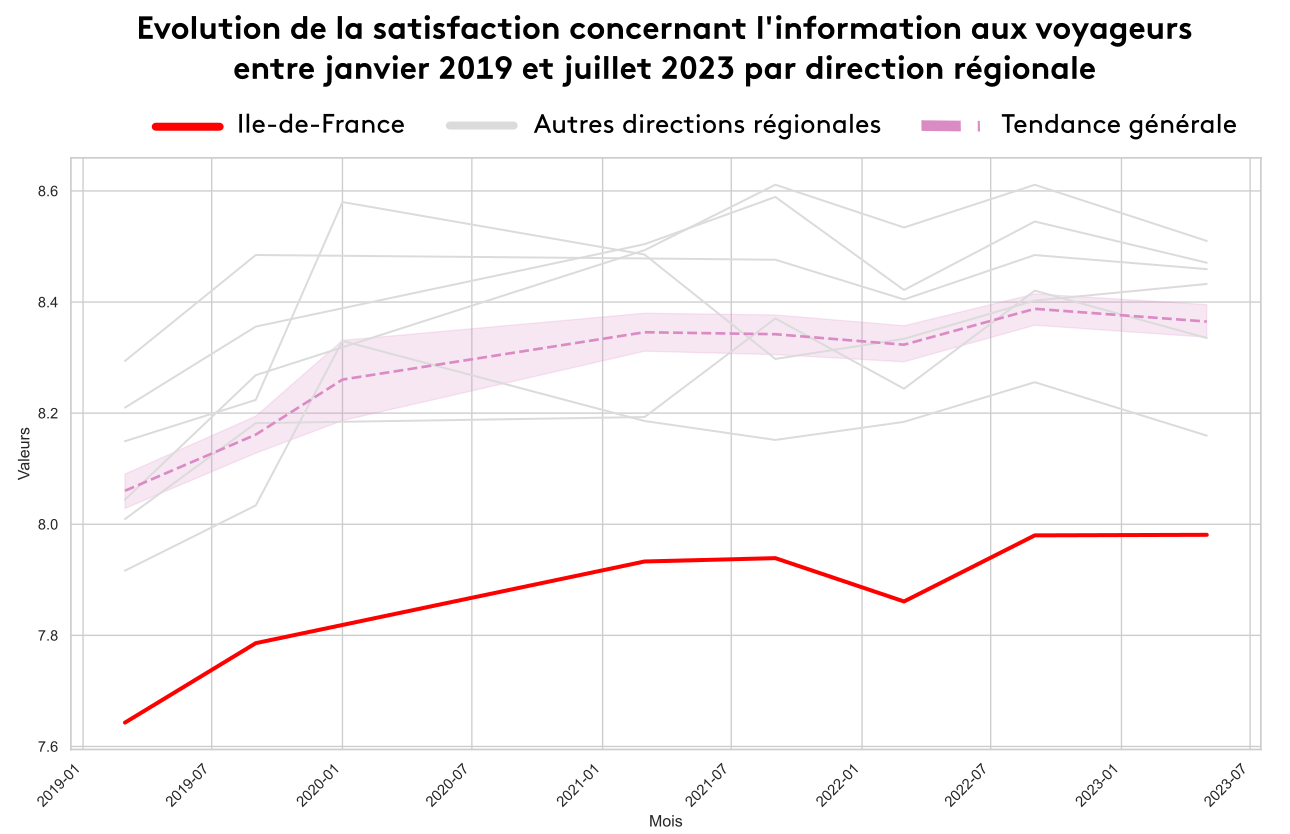 Evolution de la satisfaction concernant l'information aux voyageurs
entre janvier 2019 et juillet 2023 par direction régionale
Ile-de-France
Autres directions régionales
Tendance générale
8.6
8.4
8.2
8.0
7.8
7.6
Valeurs
2019-01
2019-07
2020-01
2020-07
2021-01
2021-07
2022-01
2022-07
2023-01
2023-07
Mois